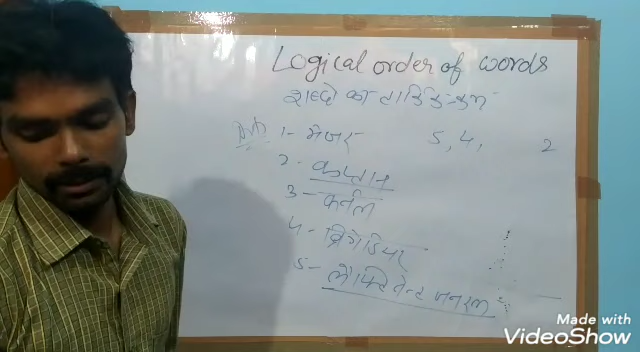 Logical order of words
शब्दों का तार्किक क्रम
1- मेजर 5, 4, 2
2- कप्तान
3- कर्नल
4- ब्रिगेडियर
5- लेफ्टिनेन्ट जनरल
Made with
VideoShow